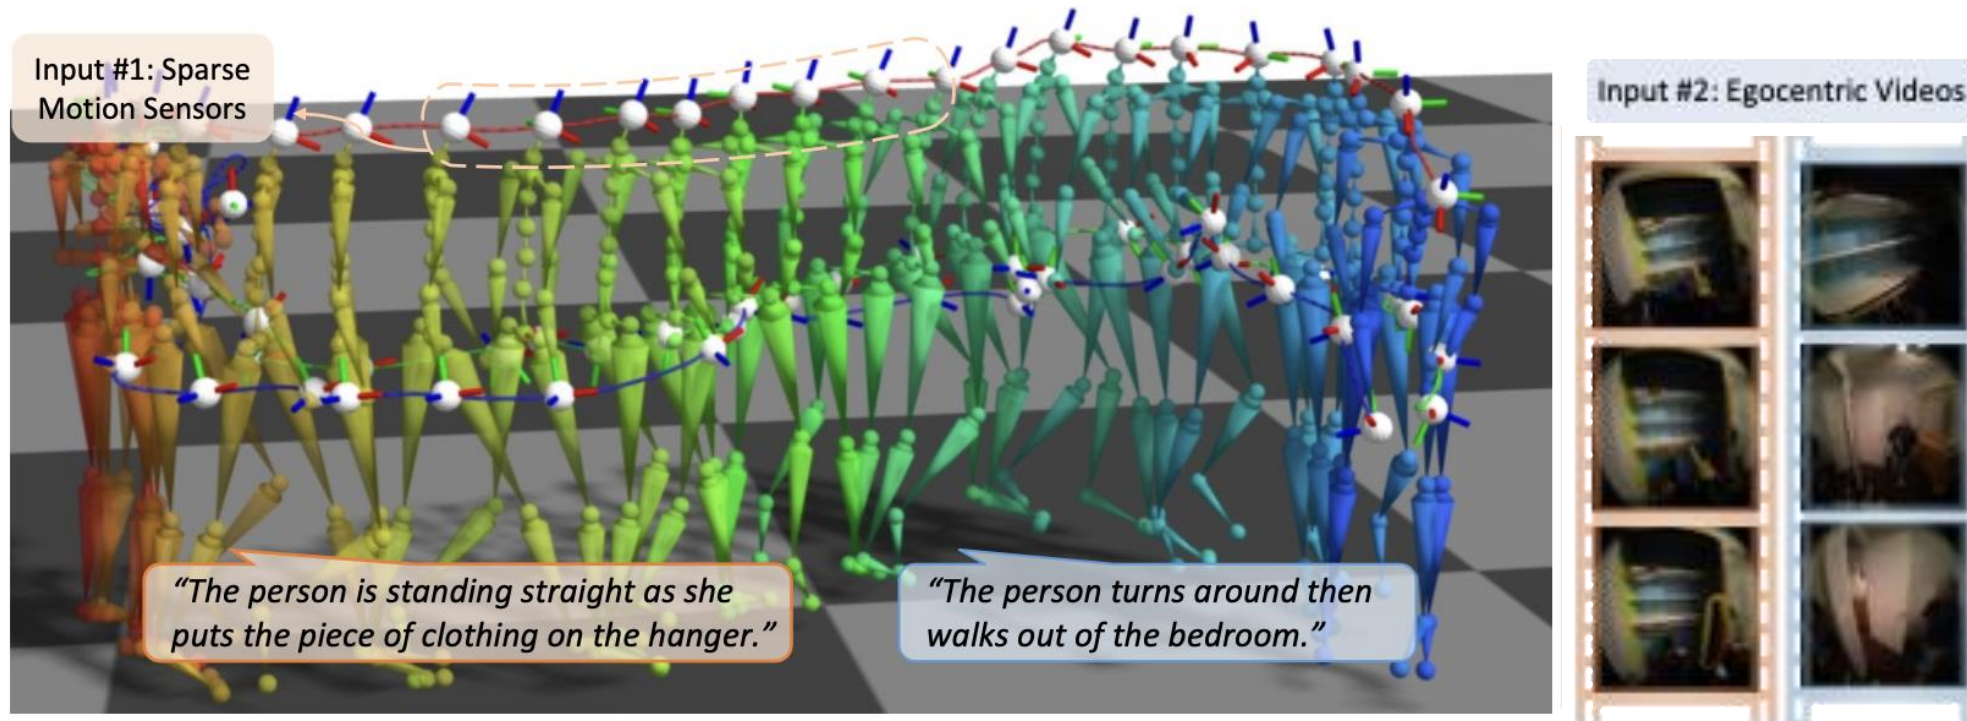 Input #1: Sparse
Motion Sensors
Input #2: Egocentric Videos
“The person is standing straight as she
puts the piece of clothing on the hanger.”
“The person turns around then
walks out of the bedroom.”